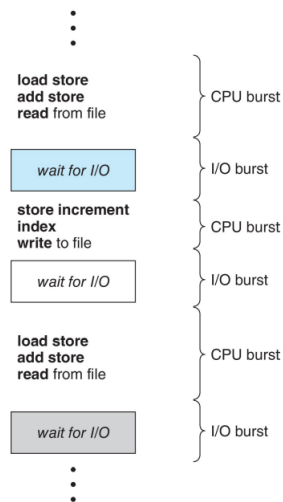 load store
add store
read from file
CPU burst
wait for I/O
I/O burst
store increment
index
write to file
CPU burst
wait for I/O
I/O burst
load store
add store
read from file
CPU burst
wait for I/O
I/O burst